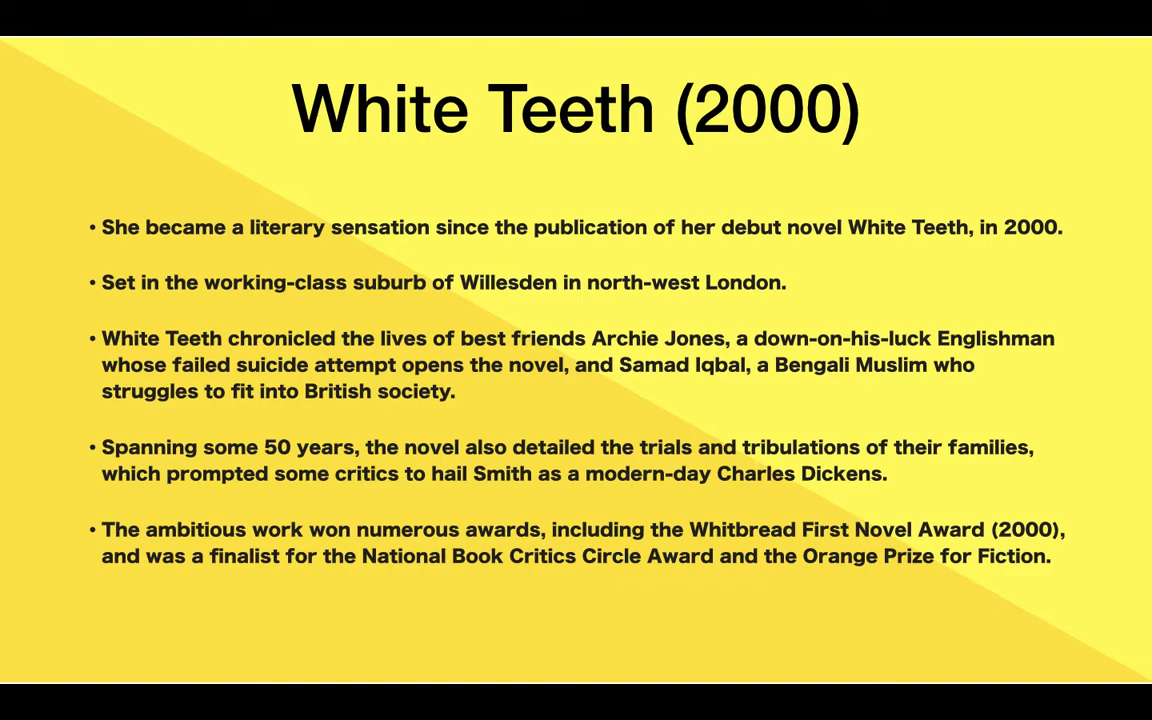 White Teeth (2000)
• She became a literary sensation since the publication of her debut novel White Teeth, in 2000.
• Set in the working-class suburb of Willesden in north-west London.
• White Teeth chronicled the lives of best friends Archie Jones, a down-on-his-luck Englishman
whose failed suicide attempt opens the novel, and Samad Iqbal, a Bengali Muslim who
struggles to fit into British society.
• Spanning some 50 years, the novel also detailed the trials and tribulations of their families,
which prompted some critics to hail Smith as a modern-day Charles Dickens.
• The ambitious work won numerous awards, including the Whitbread First Novel Award (2000),
and was a finalist for the National Book Critics Circle Award and the Orange Prize for Fiction.